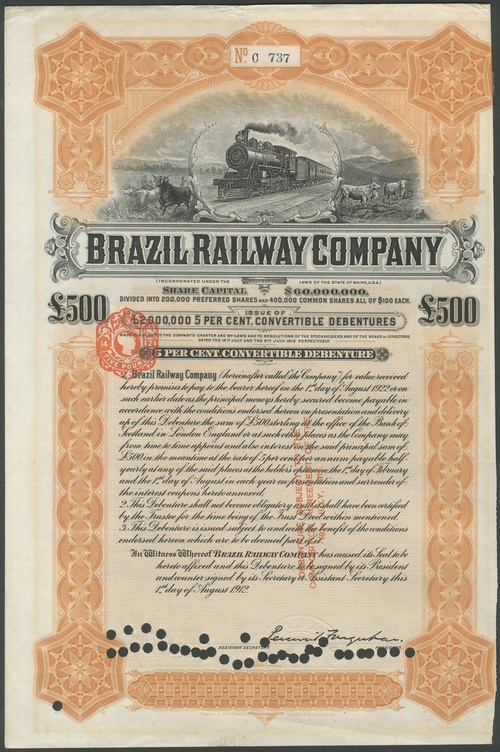 No. C 737
BRAZIL RAILWAY COMPANY
(INCORPORATED UNDER THE LAWS OF THE STATE OF MAINE, U.S.A.)
SHARE CAPITAL $60,000,000,
DIVIDED INTO 200,000 PREFERRED SHARES AND 400,000 COMMON SHARES ALL OF $100 EACH.
£500 £500
ISSUE OF
£2,000,000 5 PER CENT. CONVERTIBLE DEBENTURES
5 PER CENT. CONVERTIBLE DEBENTURE
Brazil Railway Company (hereinafter called "the Company") for value received
hereby promises to pay to the bearer hereof on the 1st day of August 1922 or on
such earlier date as the principal moneys hereby secured become payable in
accordance with the conditions endorsed hereon on presentation and delivery
up of this Debenture the sum of £500 sterling at the office of the Bank of
Scotland in London England or at such other places as the Company may
from time to time appoint and also interest on the said principal sum of
£500 in the meantime at the rate of 5 per cent per annum payable half-
yearly at any of the said places at the holder's option on the 1st day of February
and the 1st day of August in each year on presentation and surrender of
the interest coupons hereto annexed.
2. This Debenture shall not become obligatory until it shall have been certified
by the Trustee for the time being of the Trust Deed within mentioned.
3. This Debenture is issued subject to and with the benefit of the conditions
endorsed hereon which are to be deemed part of it.
In Witness Whereof BRAZIL RAILWAY COMPANY has caused its Seal to be
hereto affixed and this Debenture to be signed by its President
and countersigned by its Secretary or Assistant Secretary this
1st day of August 1912.
ASSISTANT SECRETARY